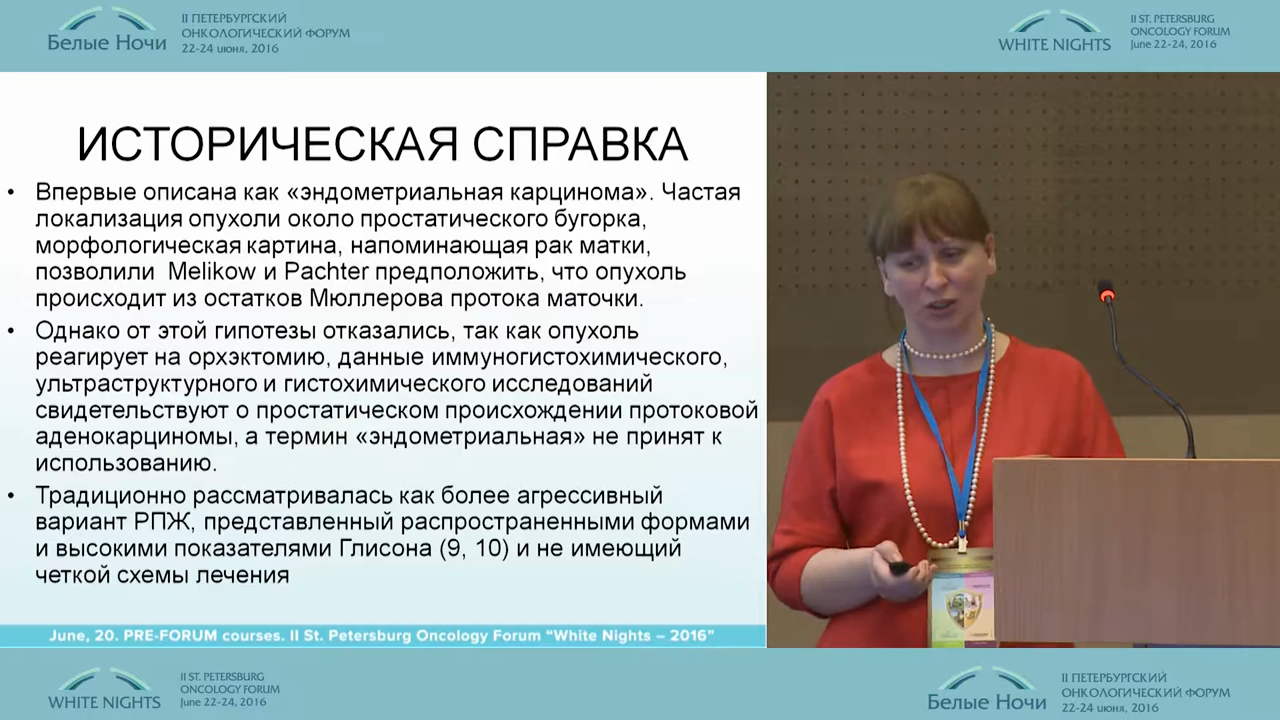 Белые Ночи
II ПЕТЕРБУРГСКИЙ
ОНКОЛОГИЧЕСКИЙ ФОРУМ
22-24 июня, 2016
WHITE NIGHTS
II ST. PETERSBURG
ONCOLOGY FORUM
June 22-24, 2016
ИСТОРИЧЕСКАЯ СПРАВКА
• Впервые описана как «эндометриальная карцинома». Частая
локализация опухоли около простатического бугорка,
морфологическая картина, напоминающая рак матки,
позволили Melikow и Pachter предположить, что опухоль
происходит из остатков Мюллерова протока маточки.
• Однако от этой гипотезы отказались, так как опухоль
реагирует на орхэктомию, данные иммуногистохимического,
ультраструктурного и гистохимического исследований
свидетельствуют о простатическом происхождении протоковой
аденокарциномы, а термин «эндометриальная» не принят к
использованию.
• Традиционно рассматривалась как более агрессивный
вариант РПЖ, представленный распространенными формами
и высокими показателями Глисона (9, 10) и не имеющий
четкой схемы лечения
June, 20. PRE-FORUM courses. II St. Petersburg Oncology Forum “White Nights – 2016”
WHITE NIGHTS
II ST. PETERSBURG
ONCOLOGY FORUM
June 22-24, 2016
Белые Ночи
II ПЕТЕРБУРГСКИЙ
ОНКОЛОГИЧЕСКИЙ ФОРУМ
22-24 июня, 2016